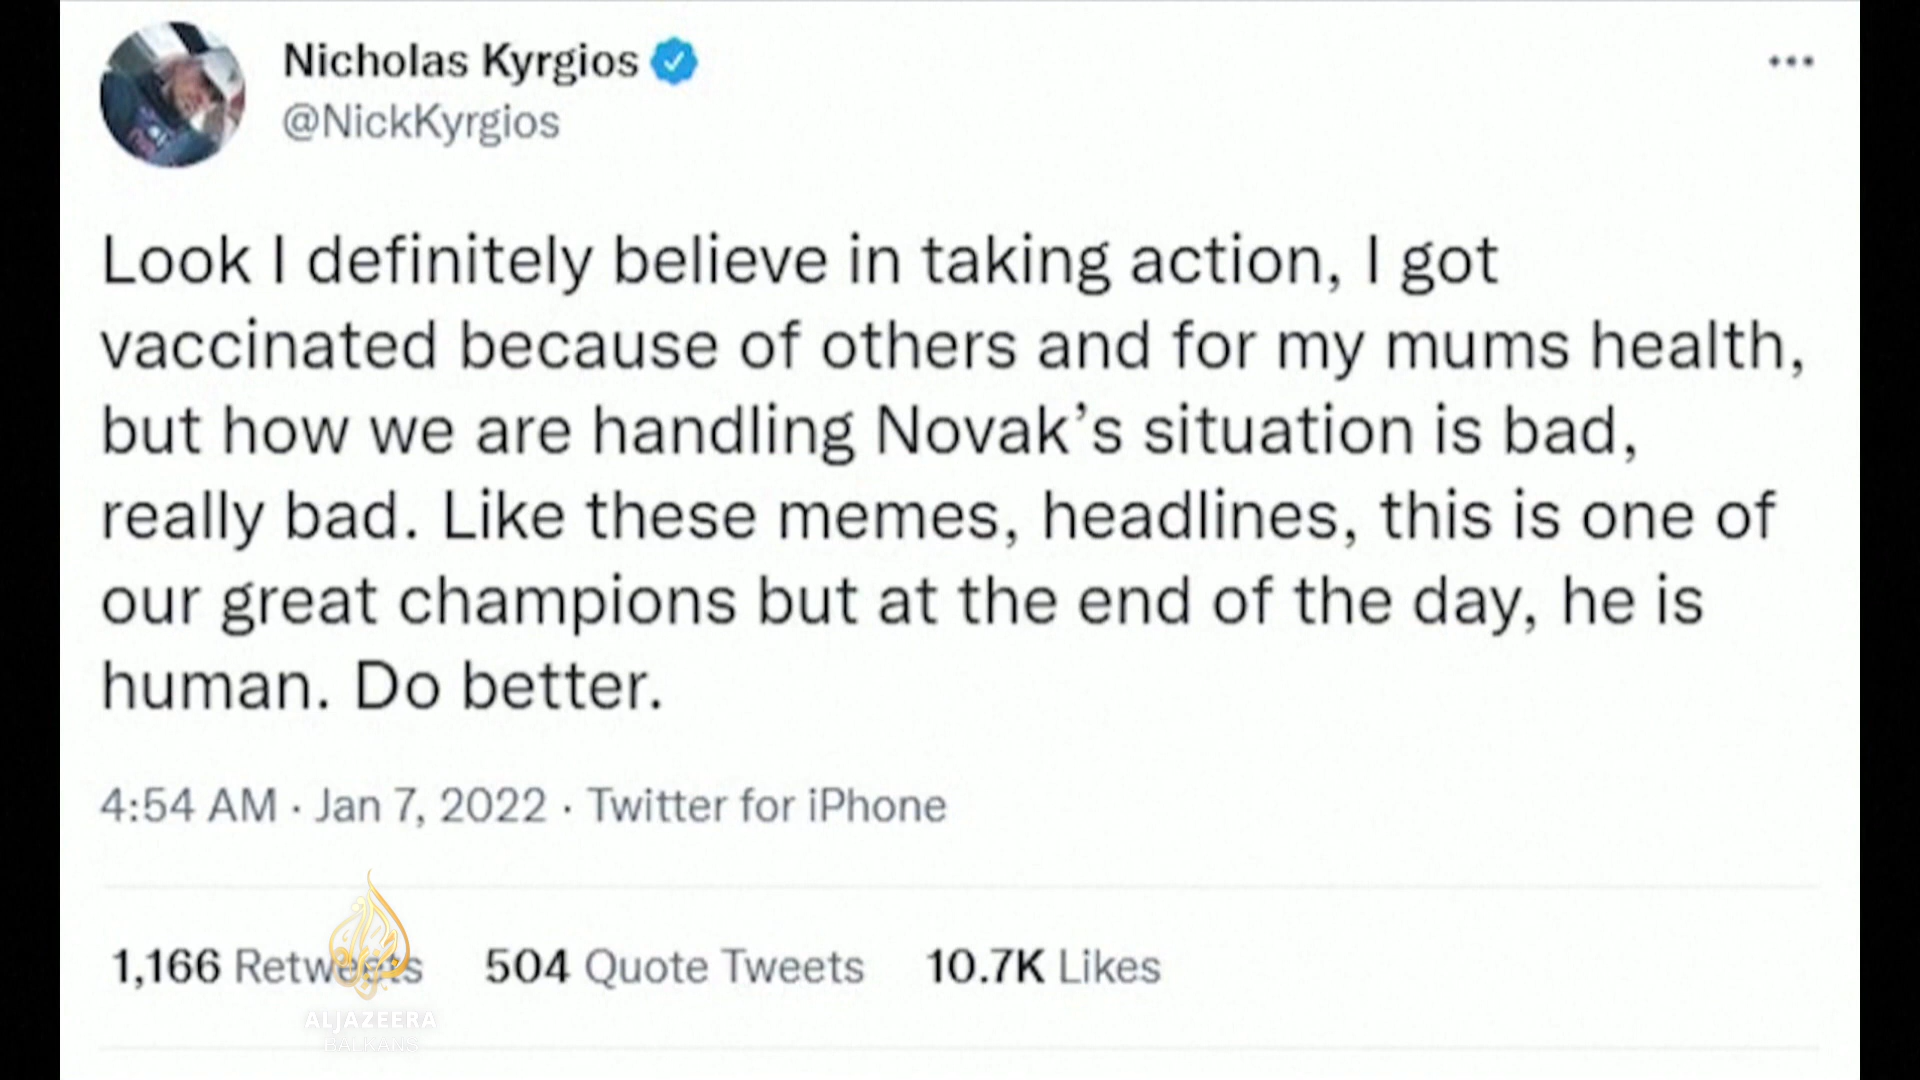 Nicholas Kyrgios
@NickKyrgios
Look I definitely believe in taking action, I got
vaccinated because of others and for my mums health,
but how we are handling Novak’s situation is bad,
really bad. Like these memes, headlines, this is one of
our great champions but at the end of the day, he is
human. Do better.
4:54 AM · Jan 7, 2022 · Twitter for iPhone
1,166 Retweets 504 Quote Tweets 10.7K Likes
ALJAZEERA
BALKANS